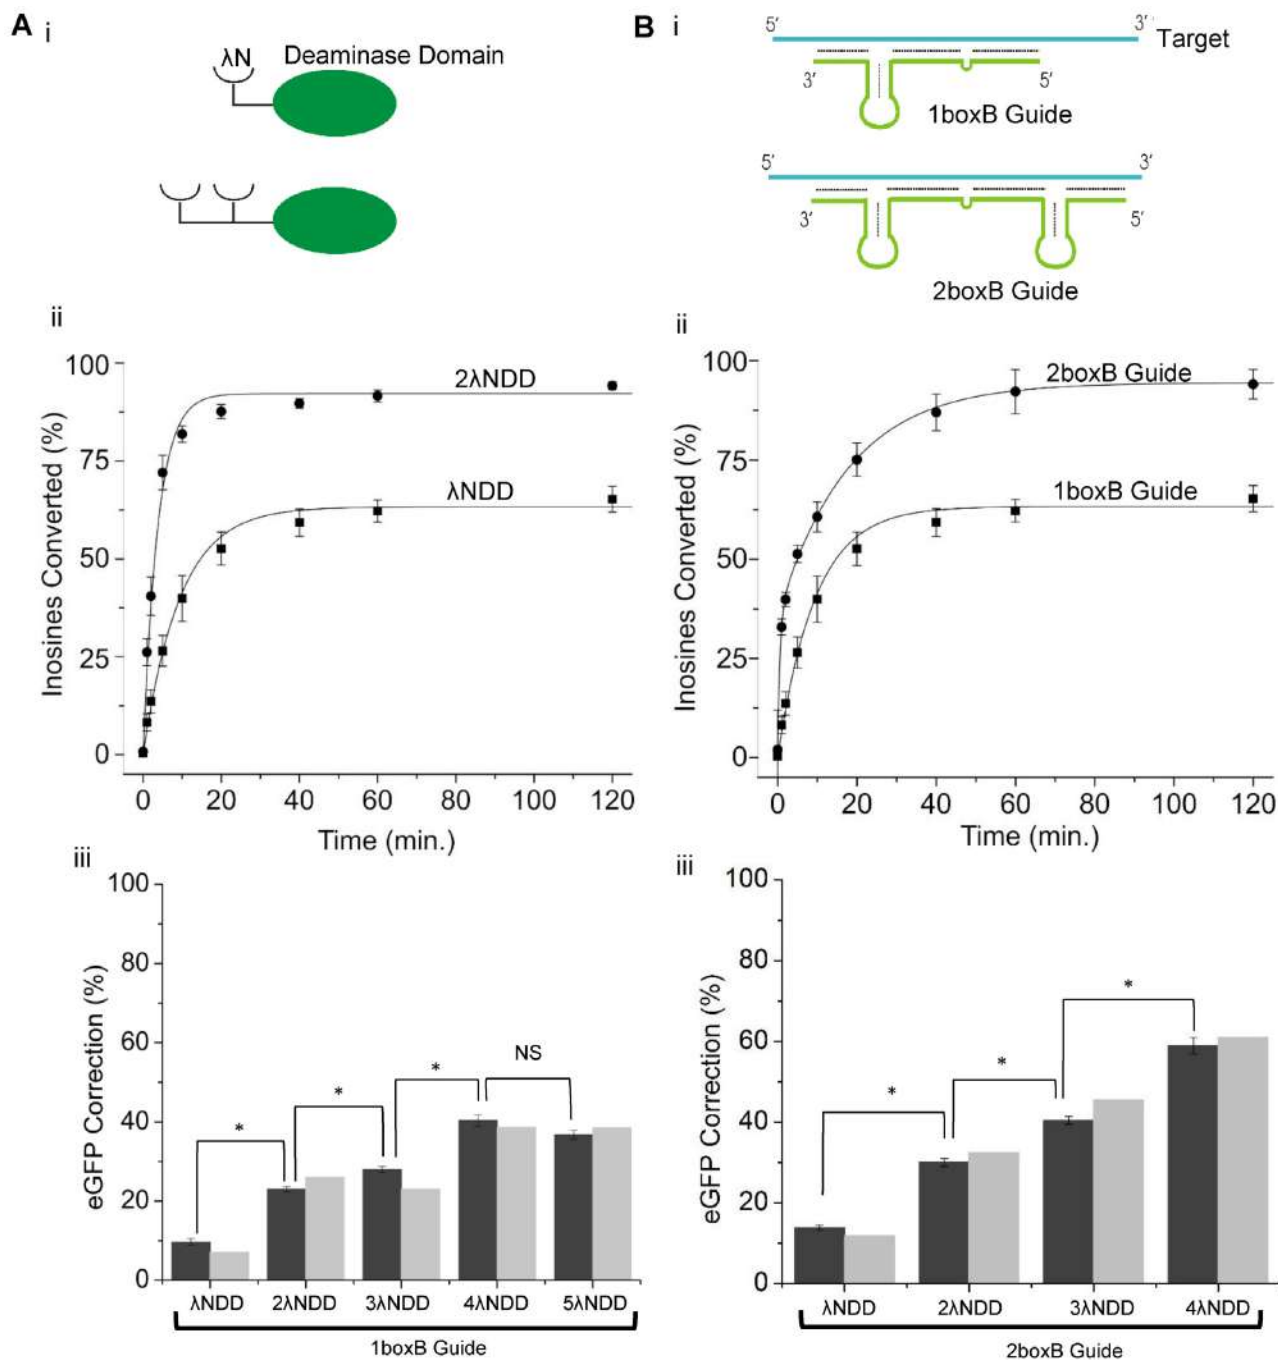 A i
λN
Deaminase Domain
B i
5′ 3′
Target
3′ 5′
1boxB Guide
5′ 3′
3′ 5′
2boxB Guide
ii
Inosines Converted (%)
100
75
50
25
0
2λNDD
λNDD
0 20 40 60 80 100 120
Time (min.)
ii
Inosines Converted (%)
100
75
50
25
0
2boxB Guide
1boxB Guide
0 20 40 60 80 100 120
Time (min.)
iii
eGFP Correction (%)
100
80
60
40
20
0
* * * NS
λNDD 2λNDD 3λNDD 4λNDD 5λNDD
1boxB Guide
iii
eGFP Correction (%)
100
80
60
40
20
0
* * *
λNDD 2λNDD 3λNDD 4λNDD
2boxB Guide